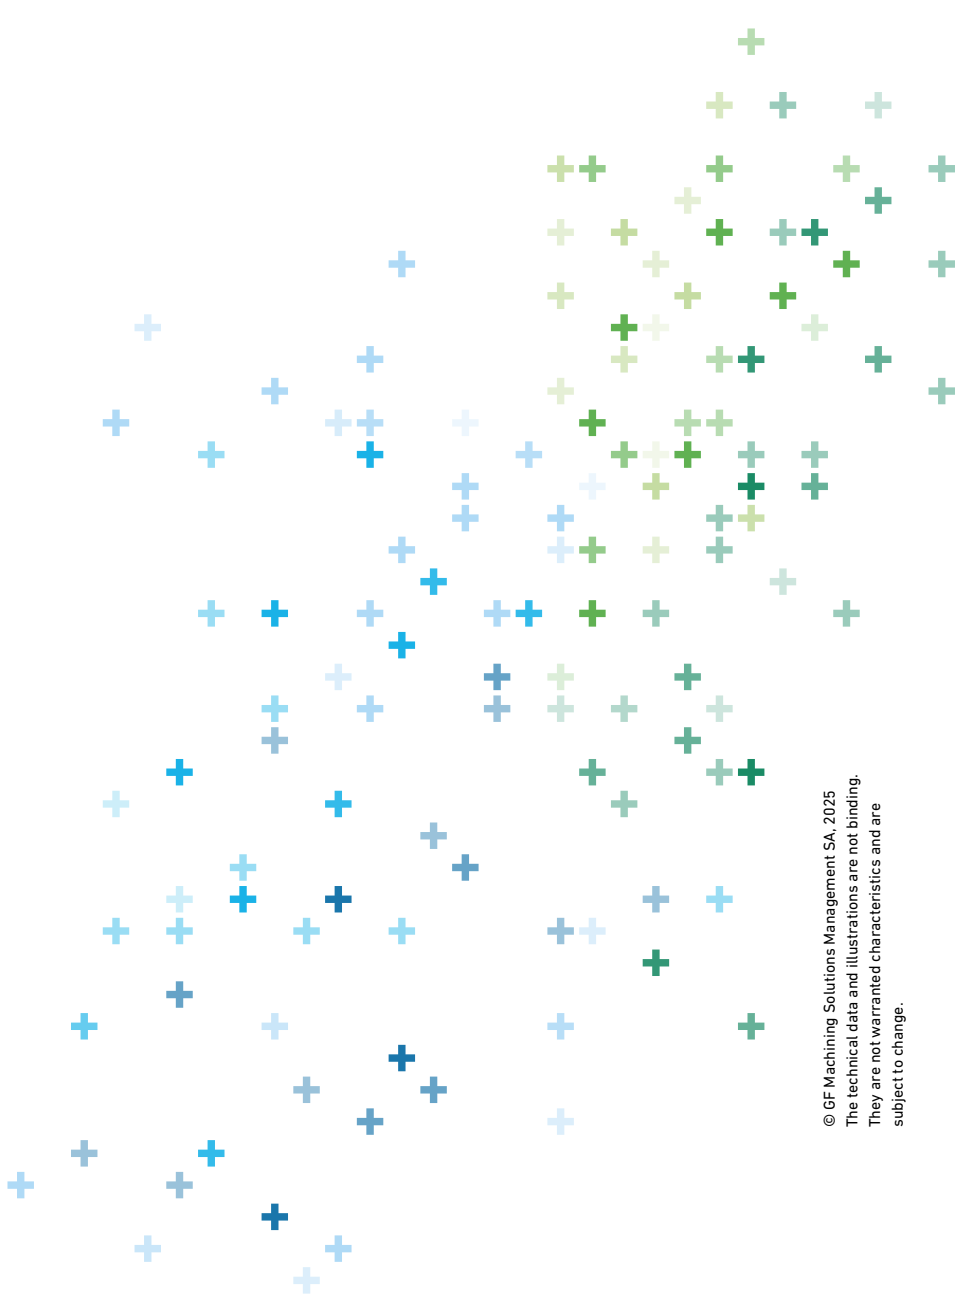 © GF Machining Solutions Management SA, 2025
The technical data and illustrations are not binding.
They are not warranted characteristics and are
subject to change.